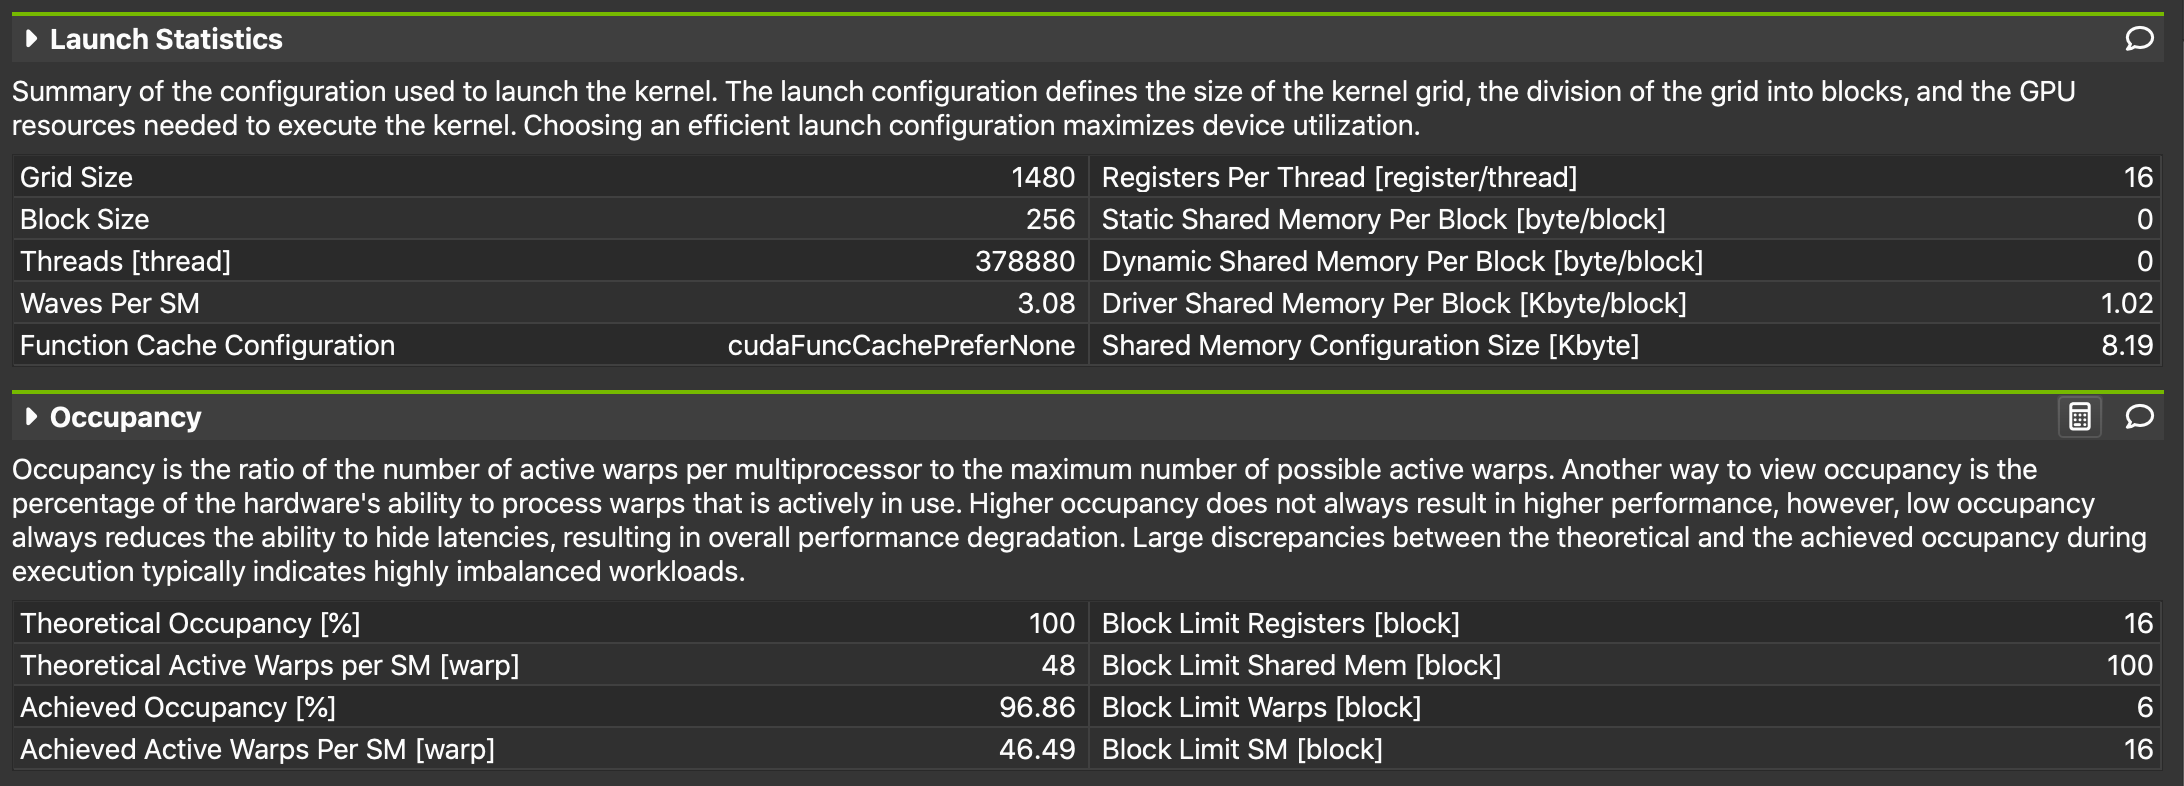 Launch Statistics
Summary of the configuration used to launch the kernel. The launch configuration defines the size of the kernel grid, the division of the grid into blocks, and the GPU
resources needed to execute the kernel. Choosing an efficient launch configuration maximizes device utilization.
Grid Size 1480 Registers Per Thread [register/thread] 16
Block Size 256 Static Shared Memory Per Block [byte/block] 0
Threads [thread] 378880 Dynamic Shared Memory Per Block [byte/block] 0
Waves Per SM 3.08 Driver Shared Memory Per Block [Kbyte/block] 1.02
Function Cache Configuration cudaFuncCachePreferNone Shared Memory Configuration Size [Kbyte] 8.19
Occupancy
Occupancy is the ratio of the number of active warps per multiprocessor to the maximum number of possible active warps. Another way to view occupancy is the
percentage of the hardware's ability to process warps that is actively in use. Higher occupancy does not always result in higher performance, however, low occupancy
always reduces the ability to hide latencies, resulting in overall performance degradation. Large discrepancies between the theoretical and the achieved occupancy during
execution typically indicates highly imbalanced workloads.
Theoretical Occupancy [%] 100 Block Limit Registers [block] 16
Theoretical Active Warps per SM [warp] 48 Block Limit Shared Mem [block] 100
Achieved Occupancy [%] 96.86 Block Limit Warps [block] 6
Achieved Active Warps Per SM [warp] 46.49 Block Limit SM [block] 16